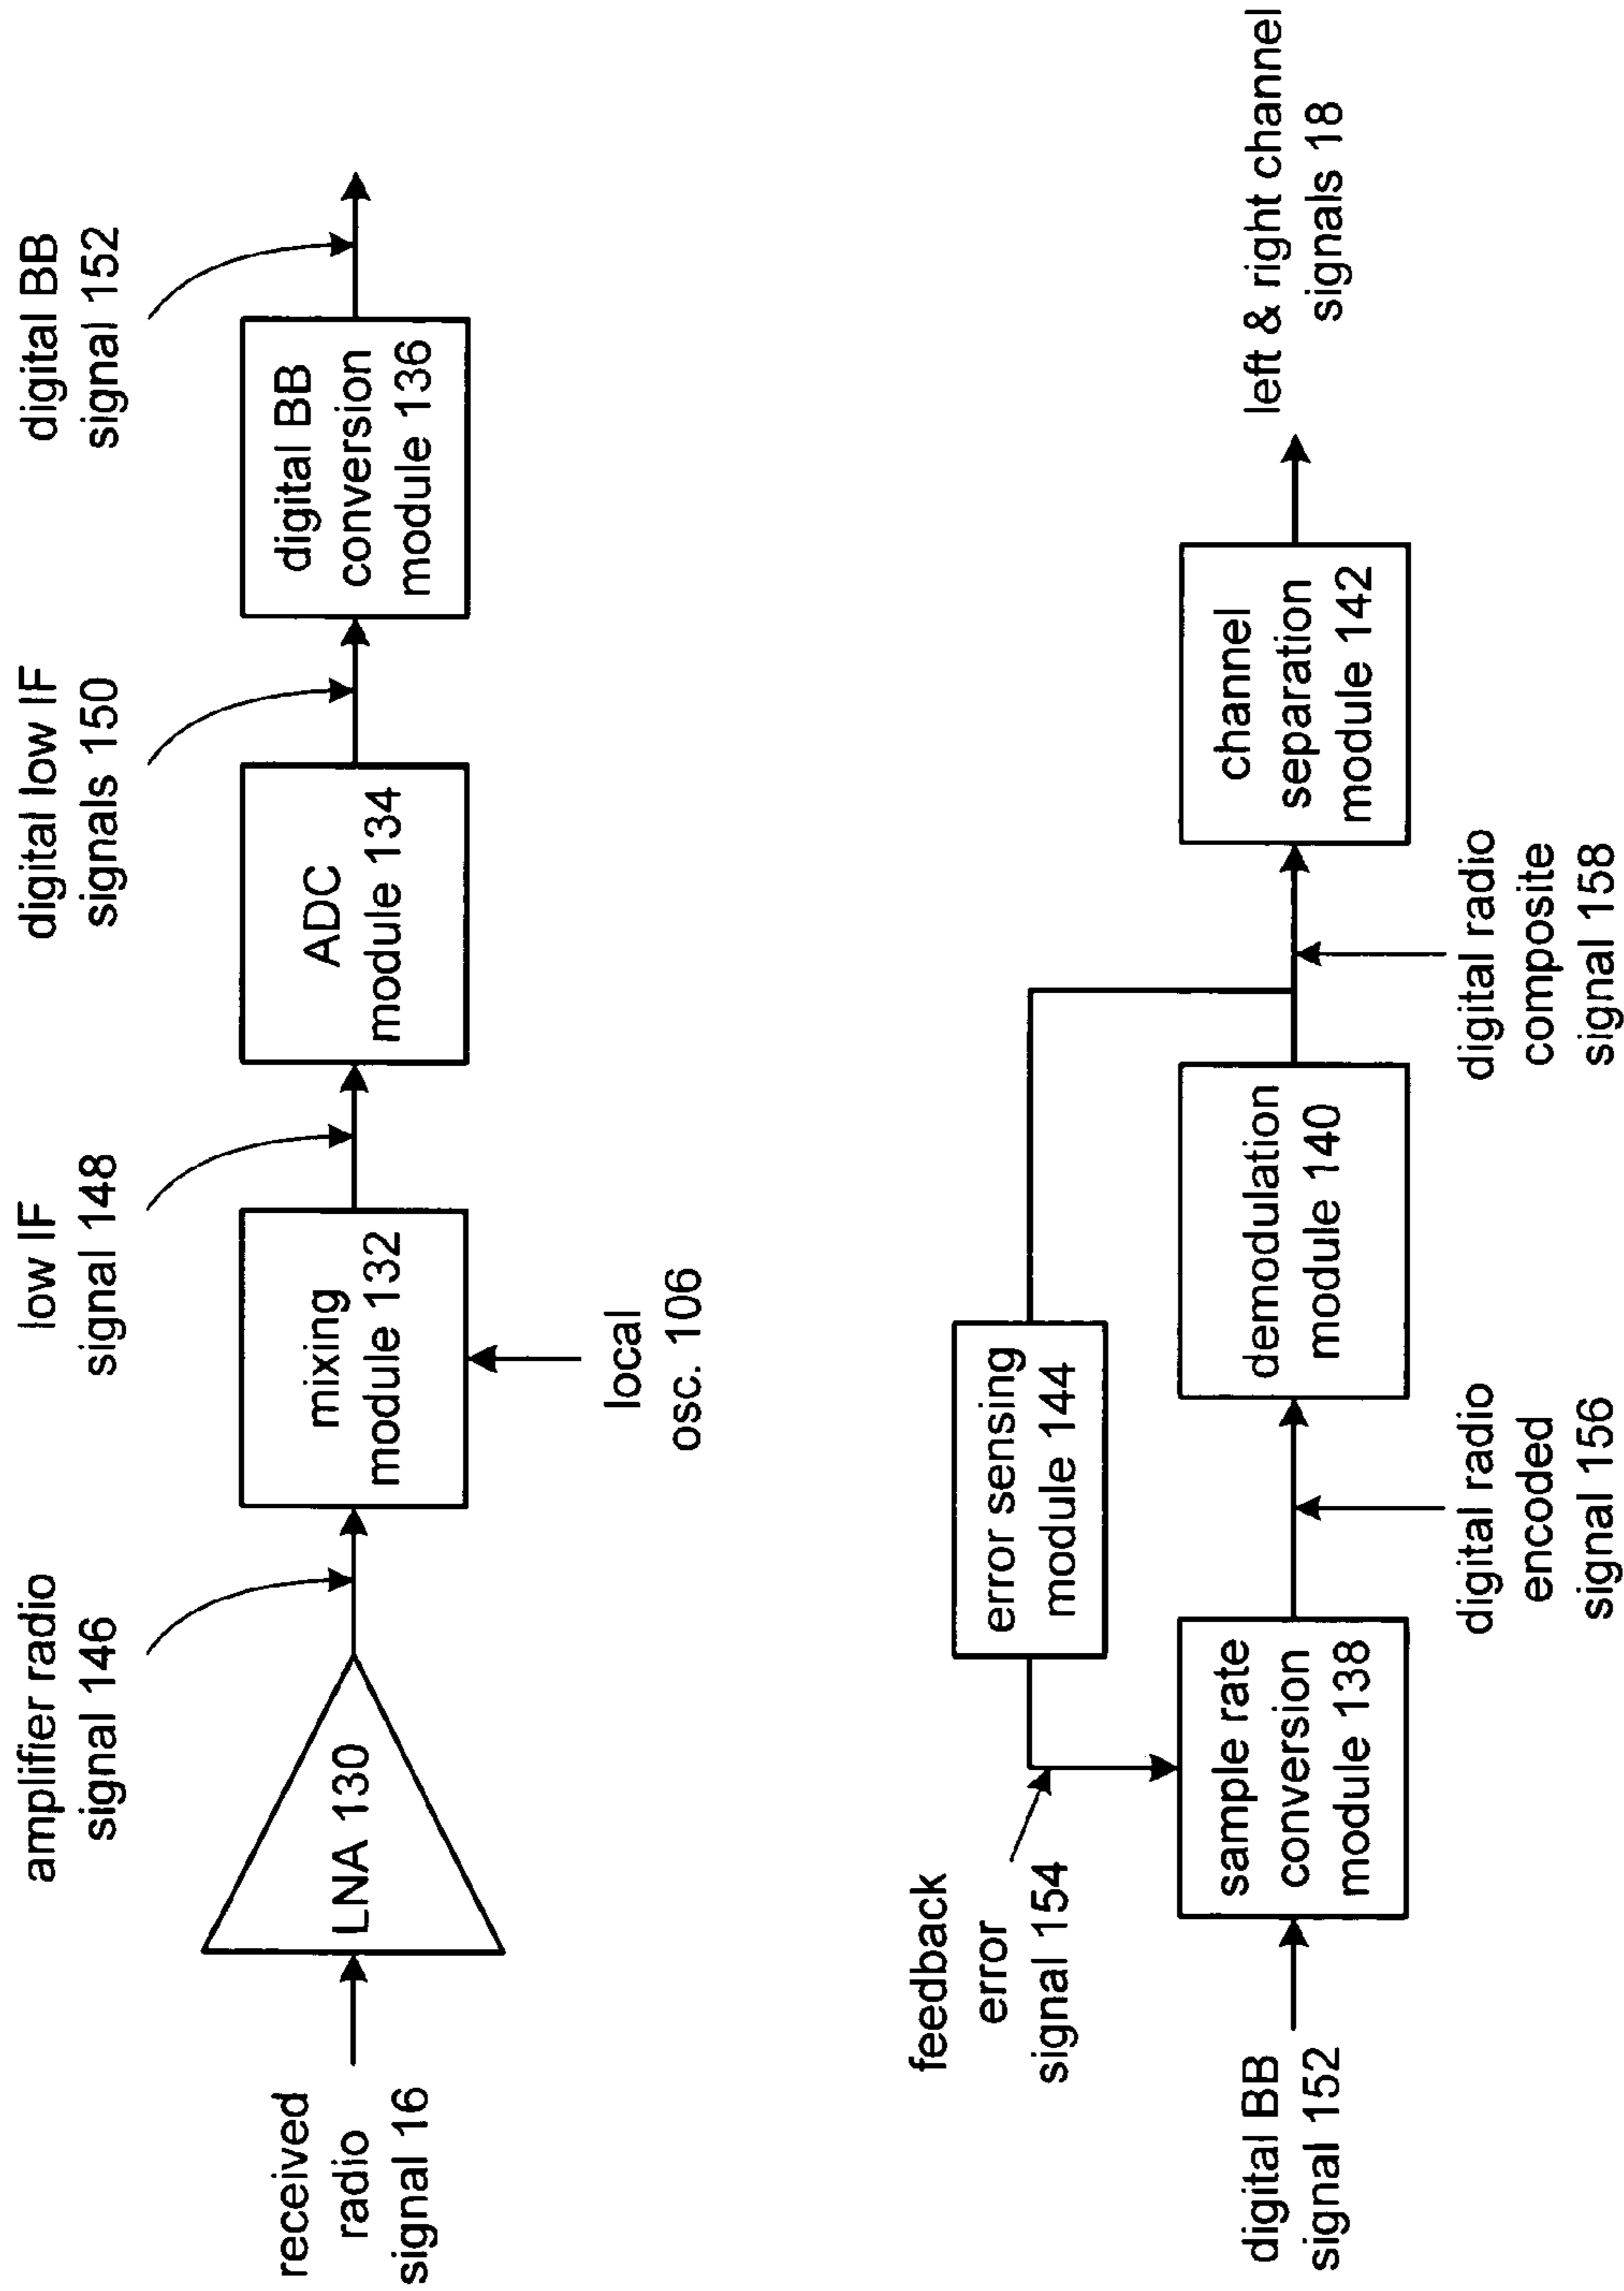 amplifier radio
signal 146
low IF
signal 148
digital low IF
signals 150
digital BB
signal 152
received
radio
signal 16
LNA 130
mixing
module 132
ADC
module 134
digital BB
conversion
module 136
local
osc. 106
feedback
error
signal 154
error sensing
module 144
digital BB
signal 152
sample rate
conversion
module 138
demodulation
module 140
channel
separation
module 142
left & right channel
signals 18
digital radio
encoded
signal 156
digital radio
composite
signal 158